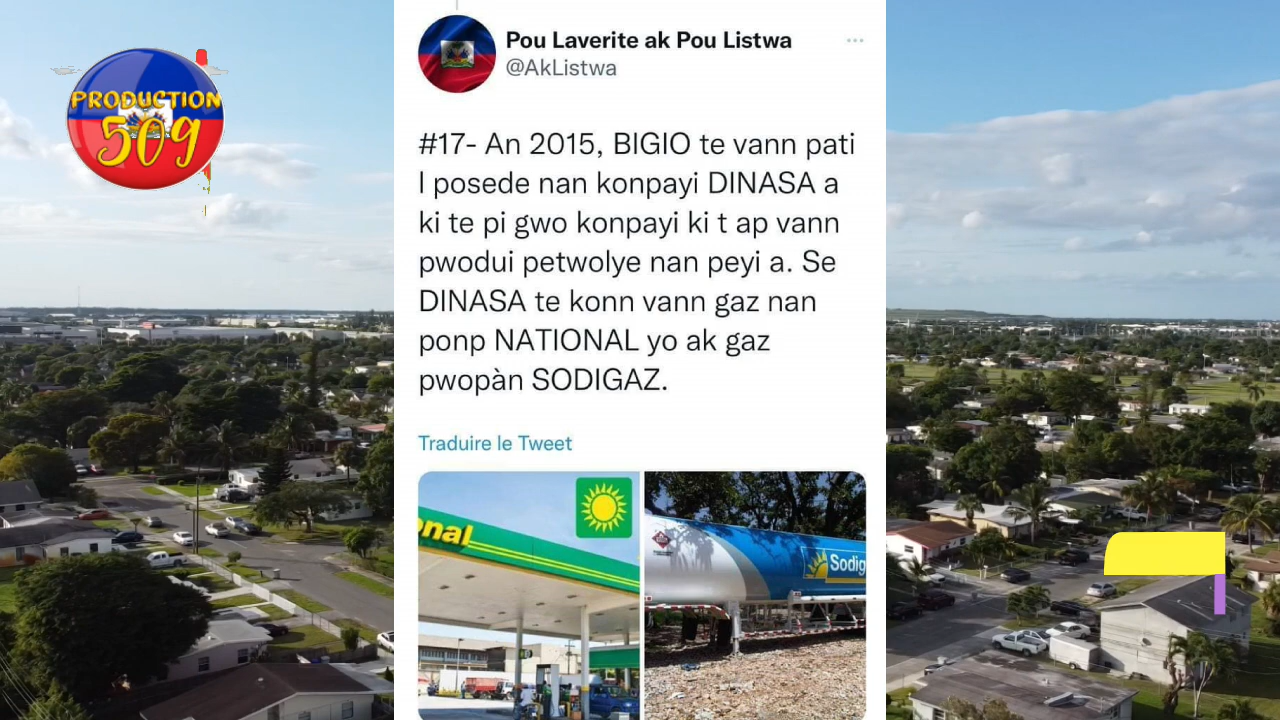 PRODUCTION
509
Pou Laverite ak Pou Listwa
@AkListwa
#17- An 2015, BIGIO te vann pati
l posede nan konpayi DINASA a
ki te pi gwo konpayi ki t ap vann
pwodui petwolye nan peyi a. Se
DINASA te konn vann gaz nan
ponp NATIONAL yo ak gaz
pwopàn SODIGAZ.
Traduire le Tweet
onal
Sodig